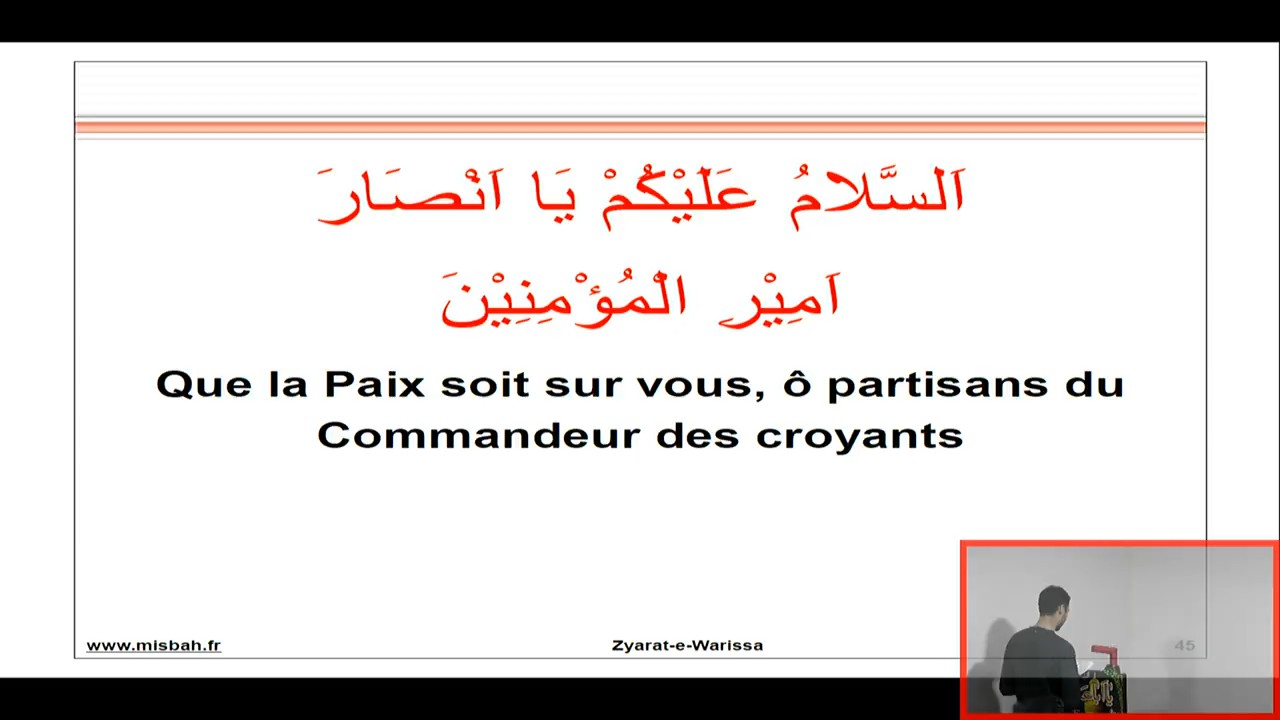 اَلسَّلَامُ عَلَيْكُمْ يَا اَنْصَارَ
اَمِيْرِ الْمُؤْمِنِيْنَ
Que la Paix soit sur vous, ô partisans du
Commandeur des croyants
www.misbah.fr
Zyarat-e-Warissa
45